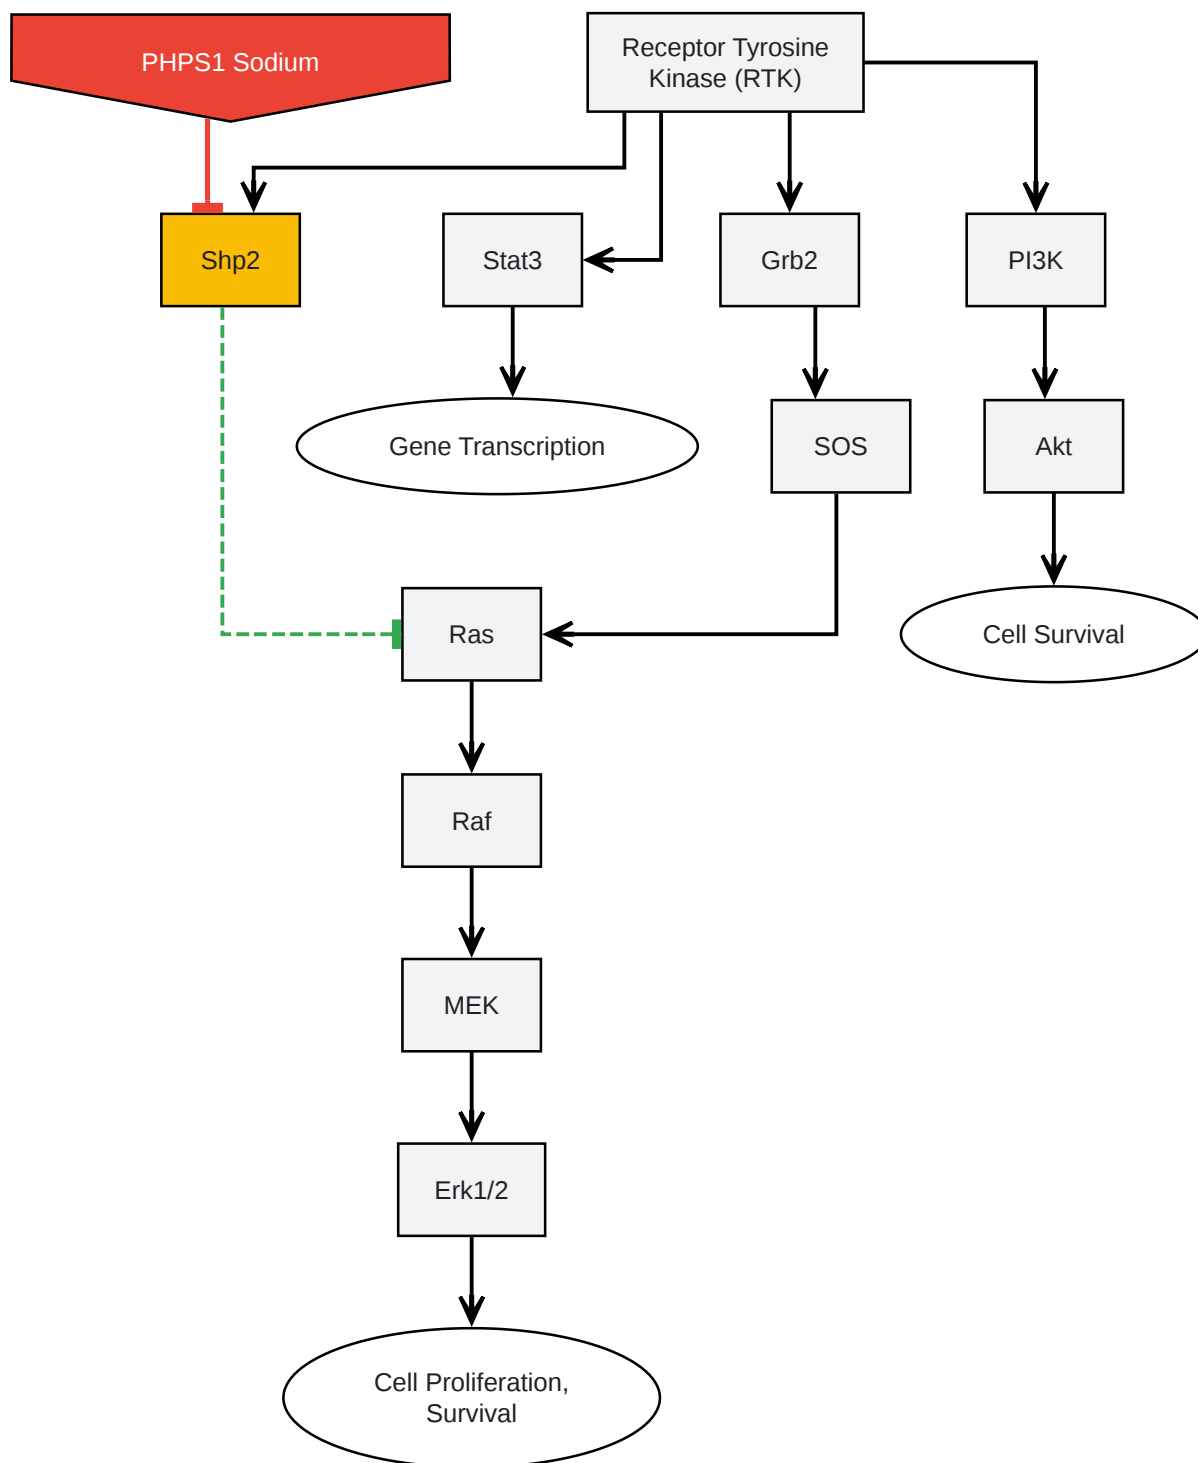 PHPS1 Sodium
Receptor Tyrosine
Kinase (RTK)
Shp2
Stat3
Grb2
PI3K
Gene Transcription
SOS
Akt
Ras
Cell Survival
Raf
MEK
Erk1/2
Cell Proliferation,
Survival